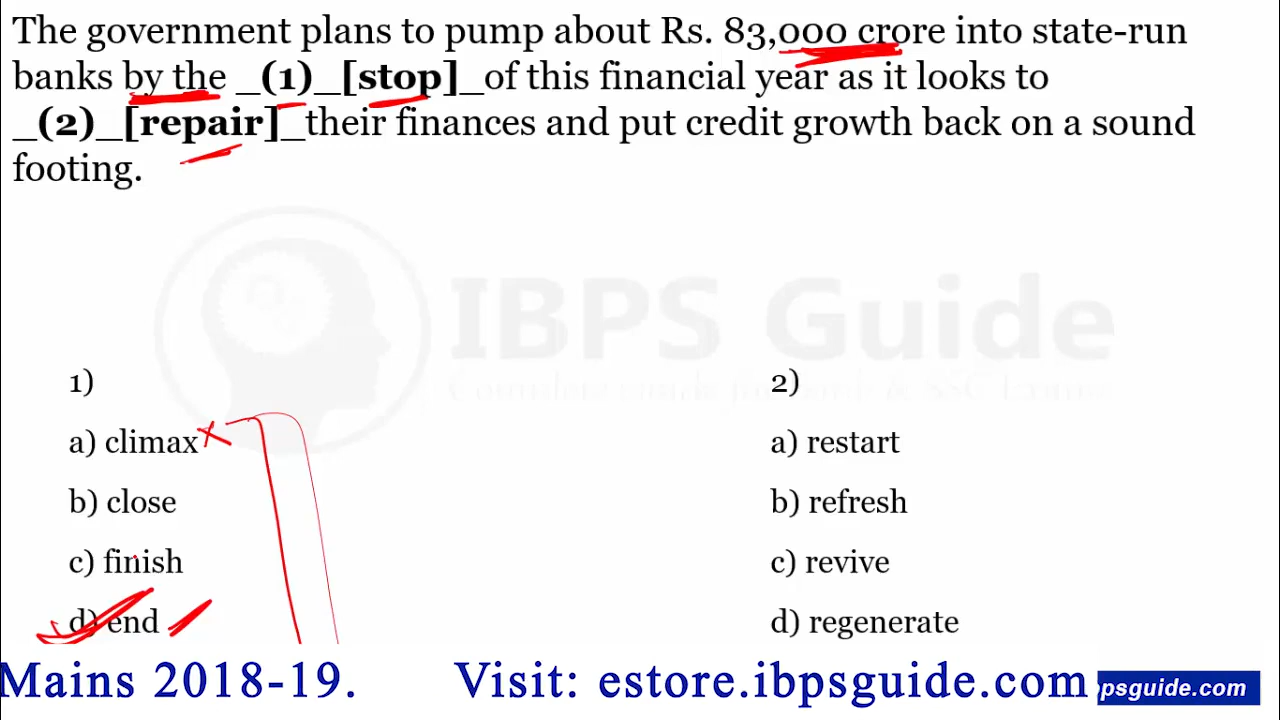 The government plans to pump about Rs. 83,000 crore into state-run
banks by the _(1)_[stop]_of this financial year as it looks to
_(2)_[repair]_their finances and put credit growth back on a sound
footing.
IBPS Guide
1)
2)
a) climax
a) restart
b) close
b) refresh
c) finish
c) revive
d) end
d) regenerate
Mains 2018-19. Visit: estore.ibpsguide.com
psguide.com